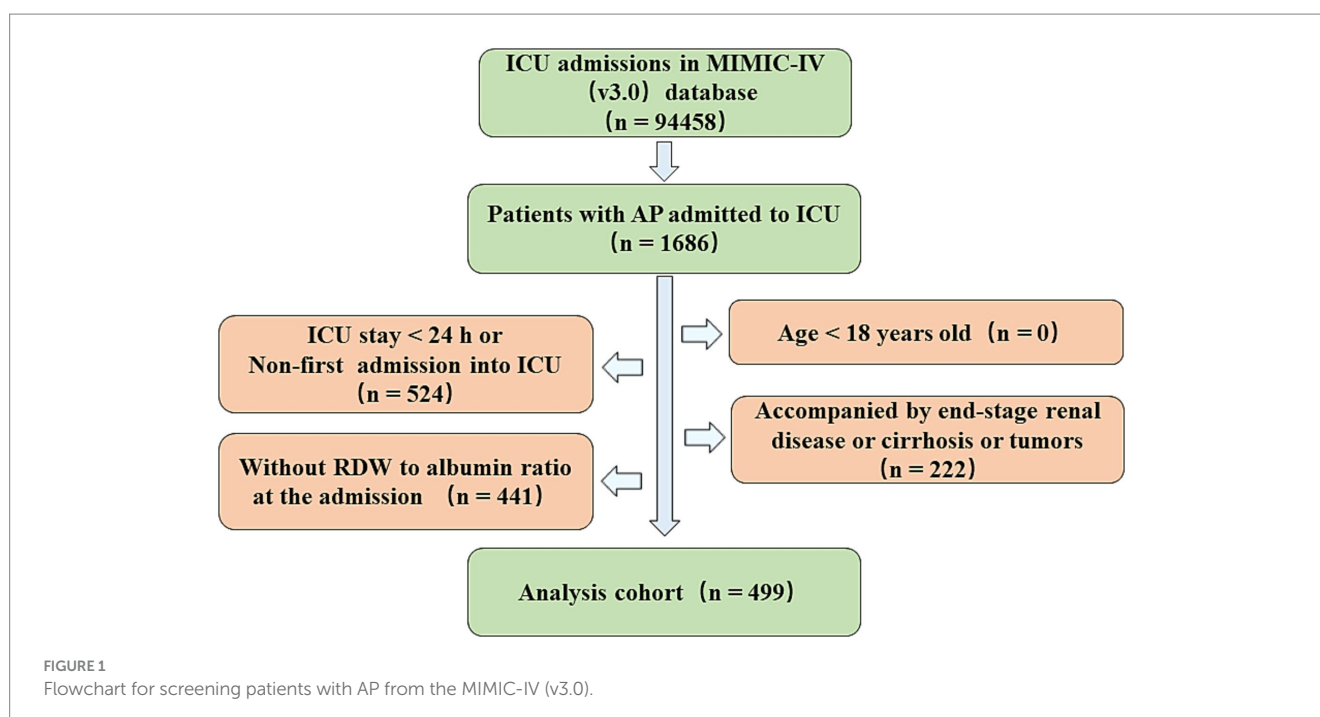 ICU admissions in MIMIC-IV
(v3.0) database
(n = 94458)
Patients with AP admitted to ICU
(n = 1686)
Age < 18 years old (n = 0)
ICU stay < 24 h or
Non-first admission into ICU
(n = 524)
Accompanied by end-stage renal
disease or cirrhosis or tumors
(n = 222)
Without RDW to albumin ratio
at the admission (n = 441)
Analysis cohort (n = 499)
FIGURE 1
Flowchart for screening patients with AP from the MIMIC-IV (v3.0).